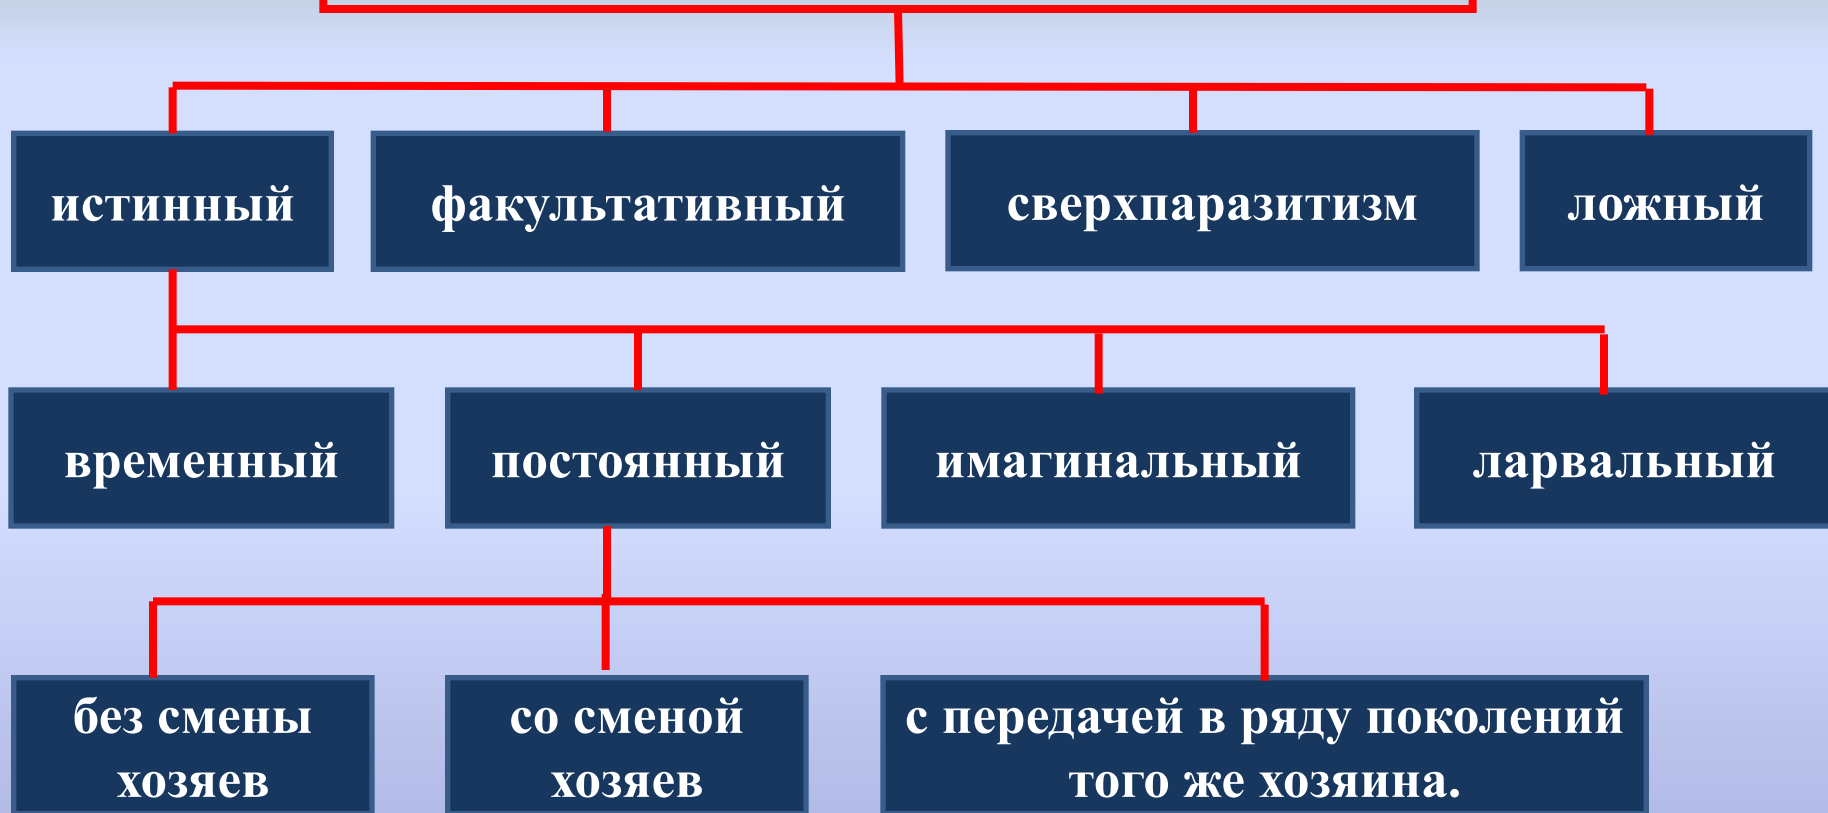 истинный
факультативный
сверхпаразитизм
ложный
временный
постоянный
имагинальный
ларвальный
без смены
хозяев
со сменой
хозяев
с передачей в ряду поколений
того же хозяина.